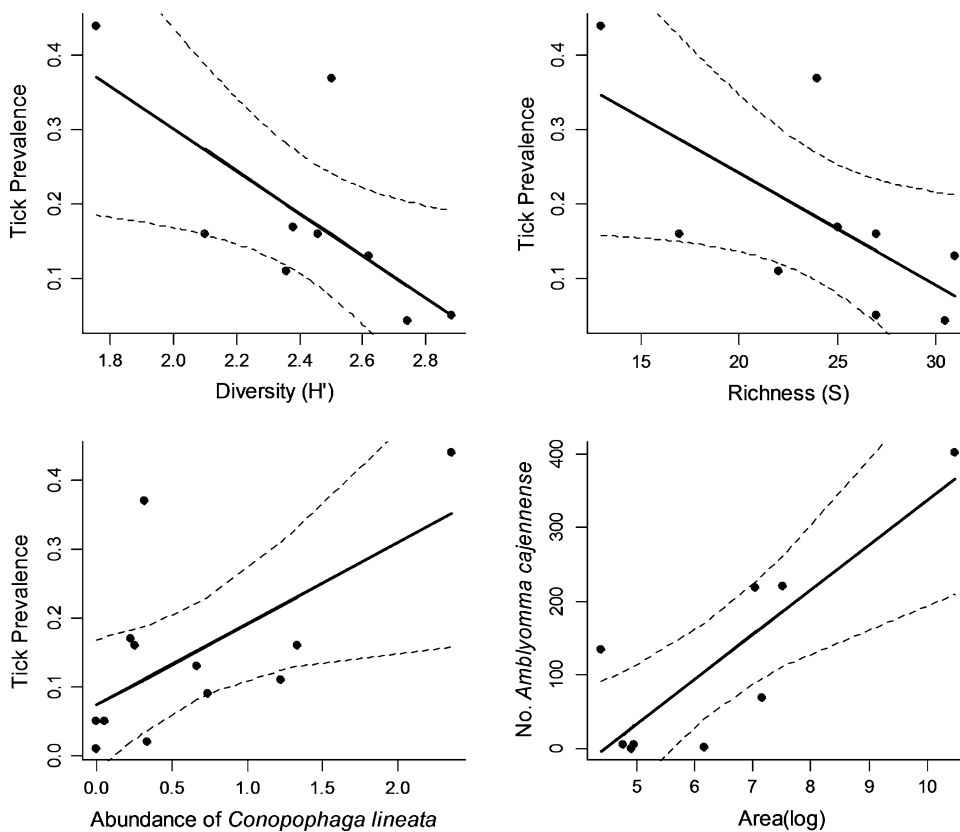 Tick Prevalence
0.4
0.3
0.2
0.1
1.8 2.0 2.2 2.4 2.6 2.8
Diversity (H')
Tick Prevalence
0.4
0.3
0.2
0.1
15 20 25 30
Richness (S)
Tick Prevalence
0.4
0.3
0.2
0.1
0.0
0.0 0.5 1.0 1.5 2.0
Abundance of Conopophaga lineata
No. Amblyomma cajennense
400
300
200
100
0
5 6 7 8 9 10
Area(log)